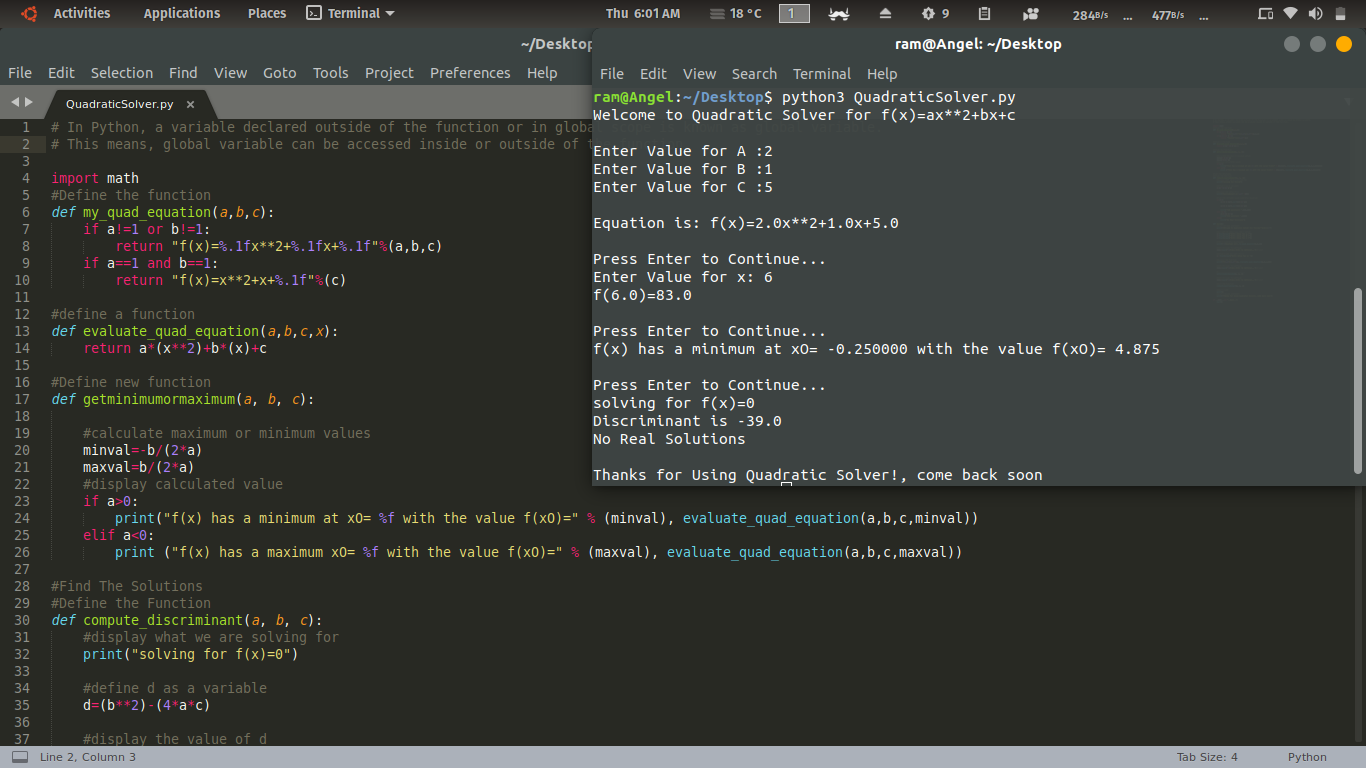 Activities Applications Places Terminal Thu 6:01 AM 18 °C 1 9 284B/s ... 477B/s ...
~/Desktop
File Edit Selection Find View Goto Tools Project Preferences Help
QuadraticSolver.py ×
1 # In Python, a variable declared outside of the function or in globa
2 # This means, global variable can be accessed inside or outside of
3
4 import math
5 #Define the function
6 def my_quad_equation(a,b,c):
7 if a!=1 or b!=1:
8 return "f(x)=%.1fx**2+%.1fx+%.1f"%(a,b,c)
9 if a==1 and b==1:
10 return "f(x)=x**2+x+%.1f"%(c)
11
12 #define a function
13 def evaluate_quad_equation(a,b,c,x):
14 return a*(x**2)+b*(x)+c
15
16 #Define new function
17 def getminimumormaximum(a, b, c):
18
19 #calculate maximum or minimum values
20 minval=-b/(2*a)
21 maxval=b/(2*a)
22 #display calculated value
23 if a>0:
24 print("f(x) has a minimum at xO= %f with the value f(xO)=" % (minval), evaluate_quad_equation(a,b,c,minval))
25 elif a<0:
26 print ("f(x) has a maximum xO= %f with the value f(xO)=" % (maxval), evaluate_quad_equation(a,b,c,maxval))
27
28 #Find The Solutions
29 #Define the Function
30 def compute_discriminant(a, b, c):
31 #display what we are solving for
32 print("solving for f(x)=0")
33
34 #define d as a variable
35 d=(b**2)-(4*a*c)
36
37 #display the value of d
Line 2, Column 3 Tab Size: 4 Python
ram@Angel: ~/Desktop
File Edit View Search Terminal Help
ram@Angel:~/Desktop$ python3 QuadraticSolver.py
Welcome to Quadratic Solver for f(x)=ax**2+bx+c
Enter Value for A :2
Enter Value for B :1
Enter Value for C :5
Equation is: f(x)=2.0x**2+1.0x+5.0
Press Enter to Continue...
Enter Value for x: 6
f(6.0)=83.0
Press Enter to Continue...
f(x) has a minimum at xO= -0.250000 with the value f(xO)= 4.875
Press Enter to Continue...
solving for f(x)=0
Discriminant is -39.0
No Real Solutions
Thanks for Using Quadratic Solver!, come back soon